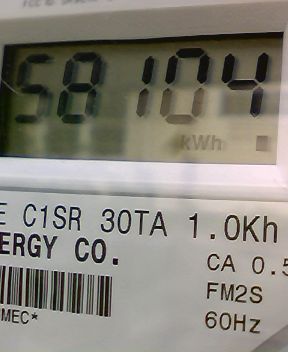 58104
kWh
E C1SR 30TA 1.0Kh
ERGY CO.
CA 0.5
MEC*
FM2S
60Hz